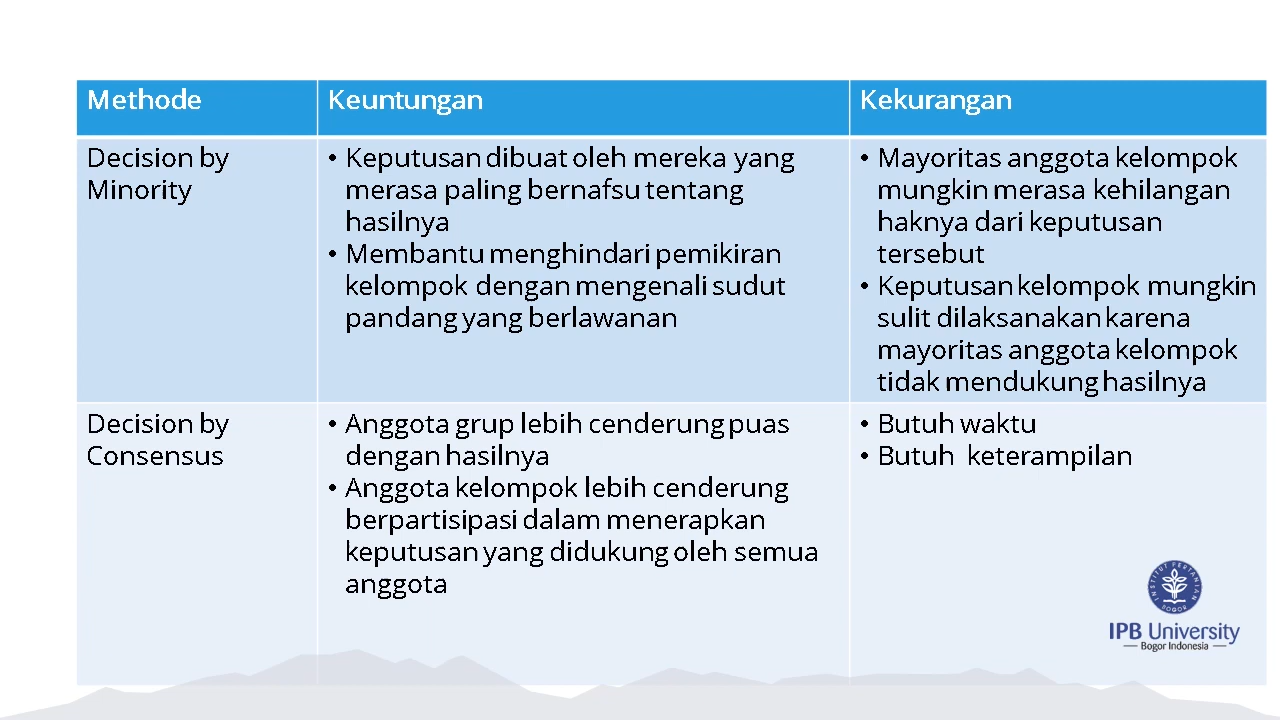 Methode
Keuntungan
Kekurangan
Decision by
Minority
• Keputusan dibuat oleh mereka yang
merasa paling bernafsu tentang
hasilnya
• Membantu menghindari pemikiran
kelompok dengan mengenali sudut
pandang yang berlawanan
• Mayoritas anggota kelompok
mungkin merasa kehilangan
haknya dari keputusan
tersebut
• Keputusan kelompok mungkin
sulit dilaksanakan karena
mayoritas anggota kelompok
tidak mendukung hasilnya
Decision by
Consensus
• Anggota grup lebih cenderung puas
dengan hasilnya
• Anggota kelompok lebih cenderung
berpartisipasi dalam menerapkan
keputusan yang didukung oleh semua
anggota
• Butuh waktu
• Butuh keterampilan
INSTITUT PERTANIAN
BOGOR
IPB University
Bogor Indonesia